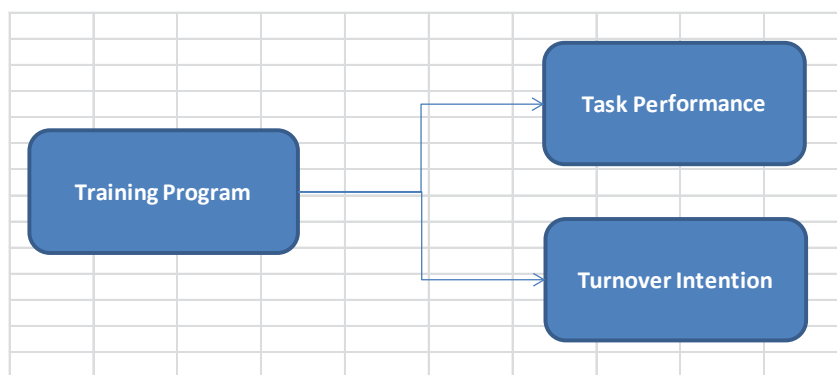 Task Performance
Training Program
Turnover Intention